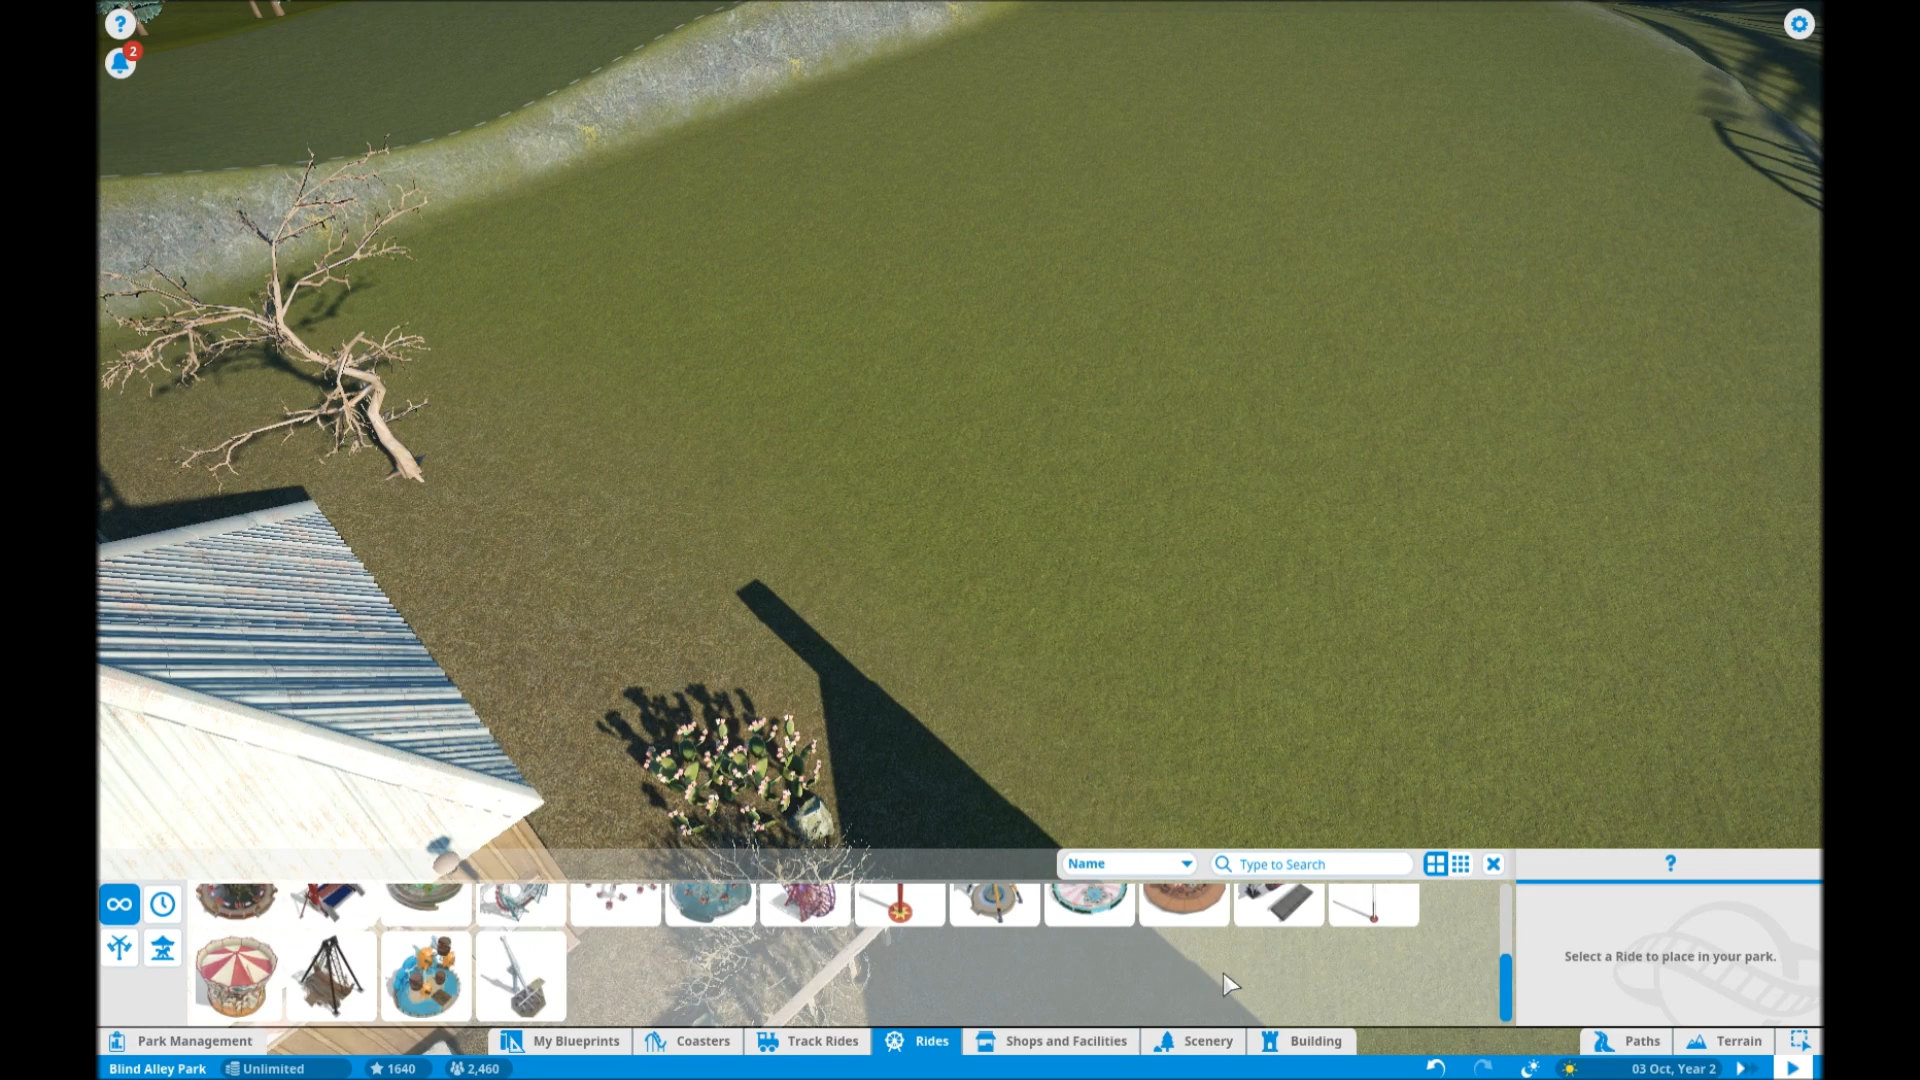 ?
2
Name
Type to Search
?
Select a Ride to place in your park.
Park Management
My Blueprints
Coasters
Track Rides
Rides
Shops and Facilities
Scenery
Building
Paths
Terrain
Blind Alley Park
Unlimited
1640
2,460
03 Oct, Year 2